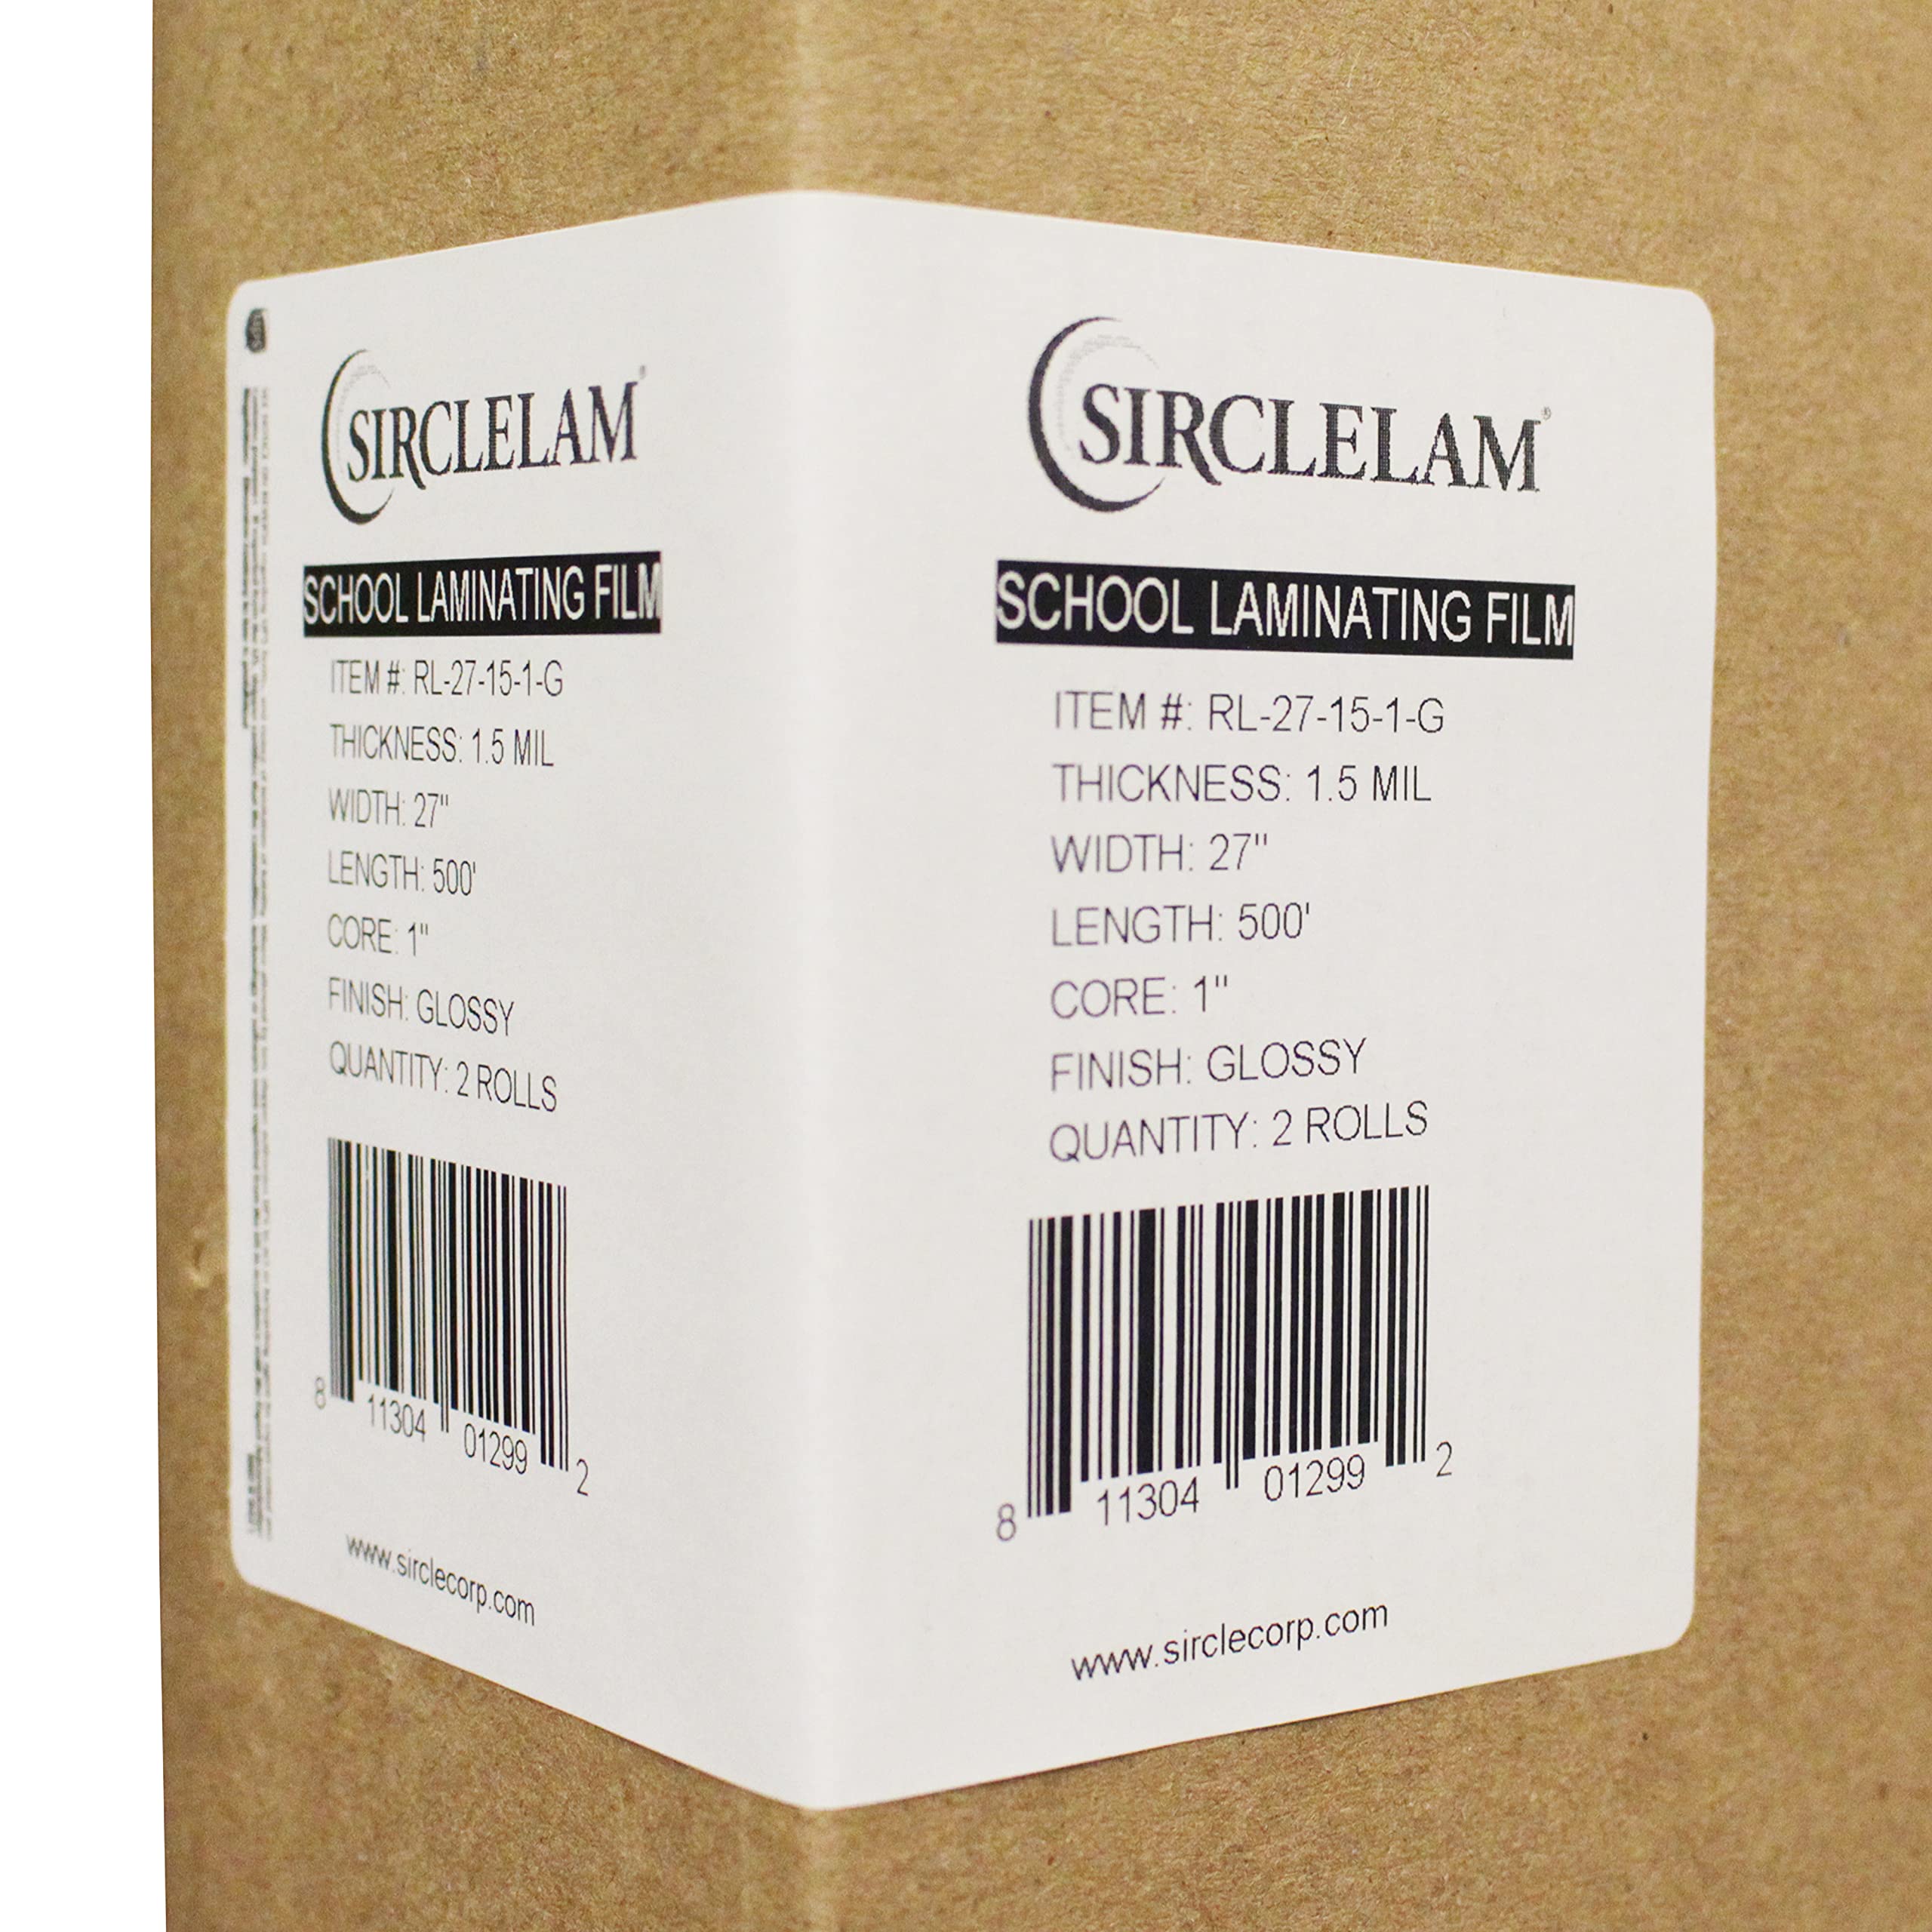 SIRCLELAM®
SCHOOL LAMINATING FILM
ITEM #: RL-27-15-1-G
THICKNESS: 1.5 MIL
WIDTH: 27"
LENGTH: 500'
CORE: 1"
FINISH: GLOSSY
QUANTITY: 2 ROLLS
8 11304 01299 2
www.sirclecorp.com
SIRCLELAM®
SCHOOL LAMINATING FILM
ITEM #: RL-27-15-1-G
THICKNESS: 1.5 MIL
WIDTH: 27"
LENGTH: 500'
CORE: 1"
FINISH: GLOSSY
QUANTITY: 2 ROLLS
8 11304 01299 2
www.sirclecorp.com